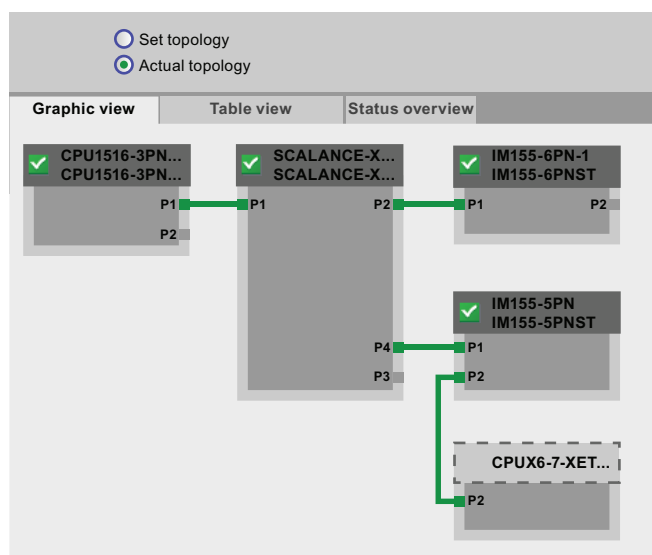 Set topology
Actual topology
Graphic view Table view Status overview
CPU1516-3PN...
CPU1516-3PN...
P1
P2
SCALANCE-X...
SCALANCE-X...
P1 P2
P4
P3
IM155-6PN-1
IM155-6PNST
P1 P2
IM155-5PN
IM155-5PNST
P1
P2
CPUX6-7-XET...
P2